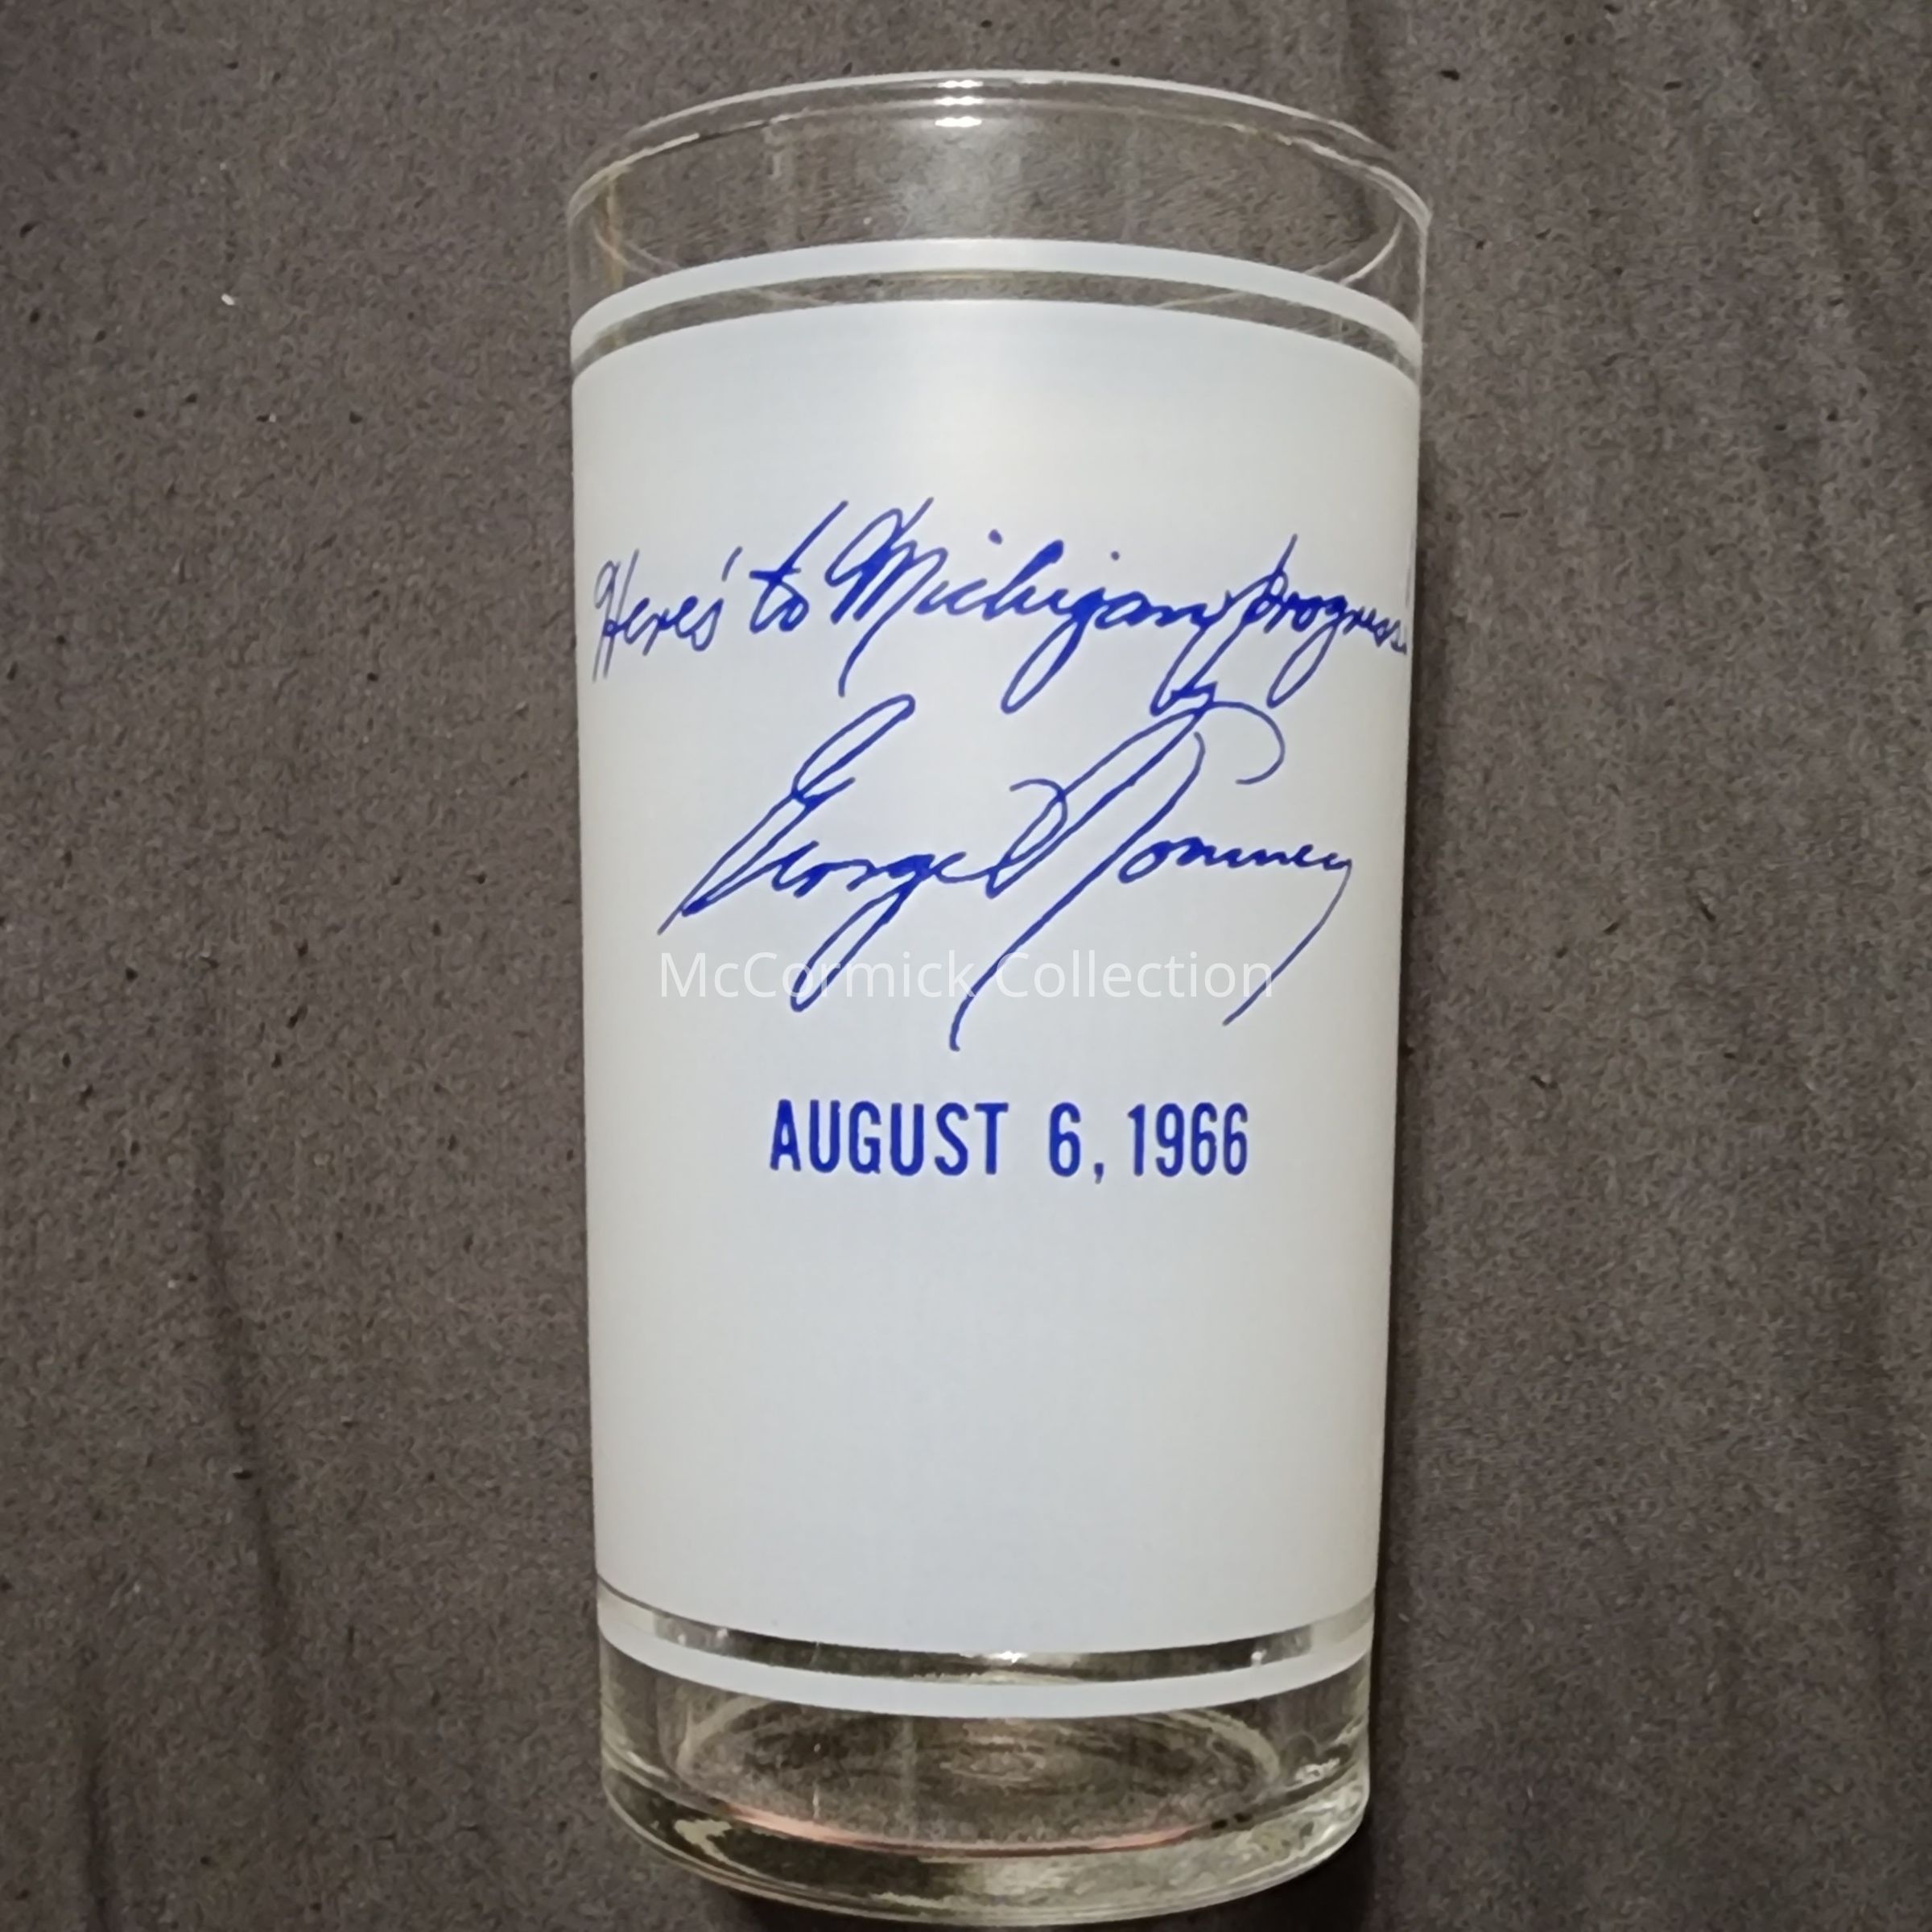 Here's to Michigan progress!
George Romney
McCormick Collection
AUGUST 6, 1966